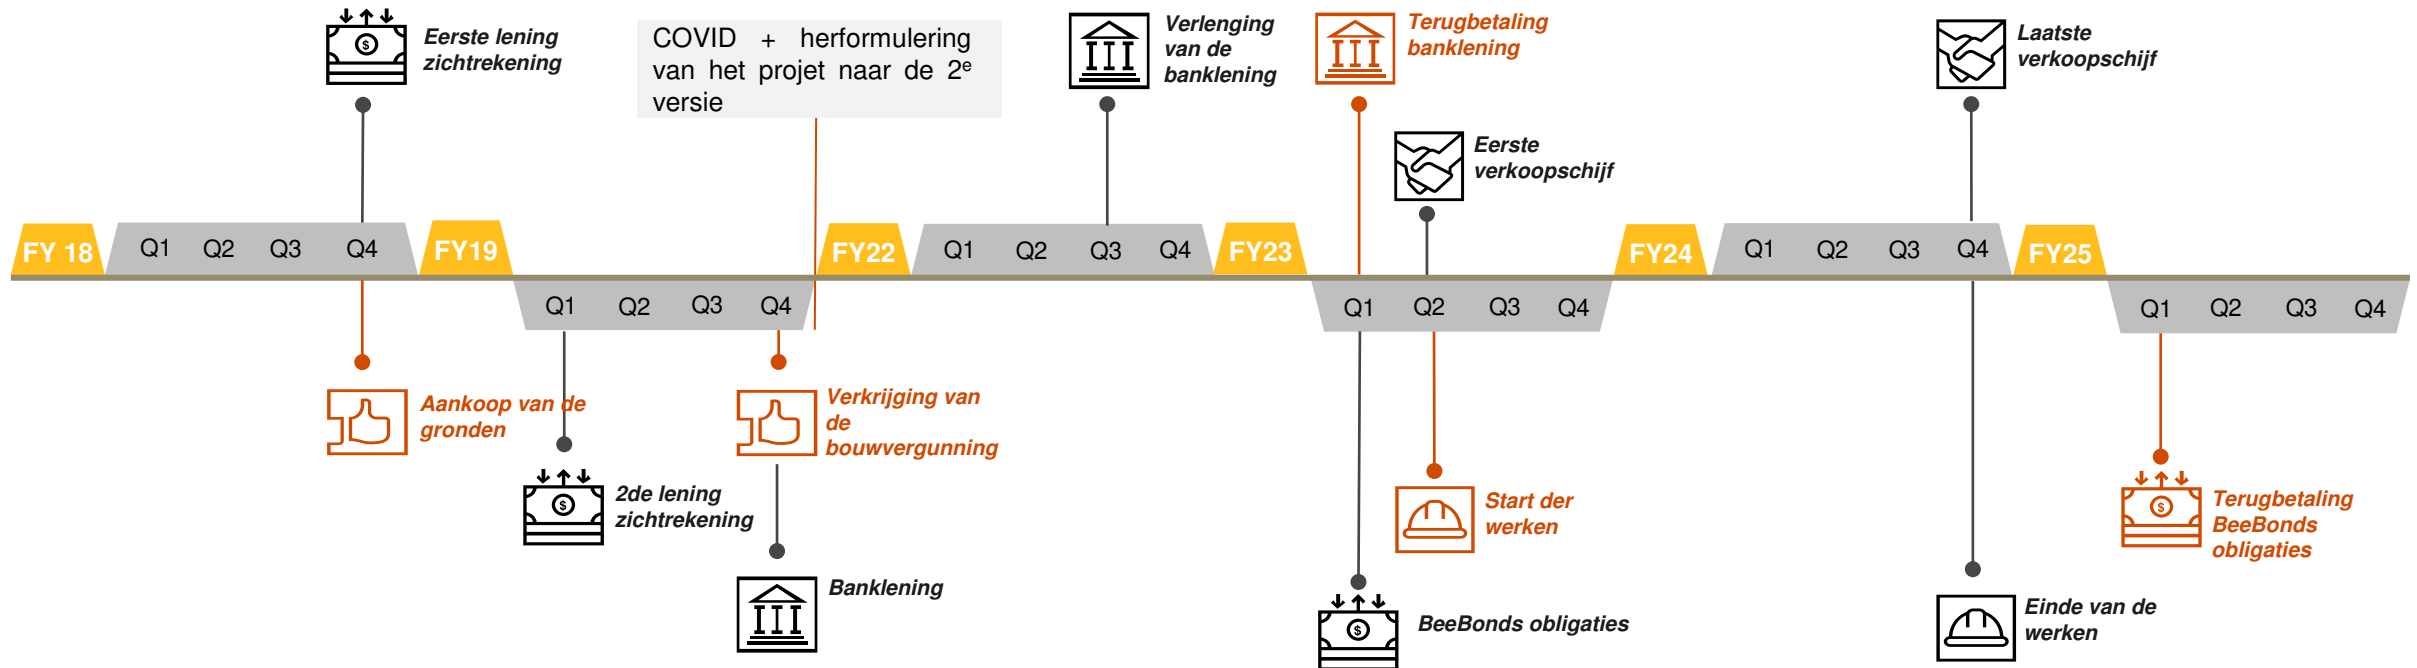 Eerste lening
zichtrekening
COVID + herformulering
van het projet naar de 2e
versie
Verlenging
van de
banklening
Terugbetaling
banklening
Eerste
verkoopschijf
Laatste
verkoopschijf
FY 18 Q1 Q2 Q3 Q4 FY19 FY22 Q1 Q2 Q3 Q4 FY23 FY24 Q1 Q2 Q3 Q4 FY25
Q1 Q2 Q3 Q4 Q1 Q2 Q3 Q4 Q1 Q2 Q3 Q4
Aankoop van de
gronden
2de lening
zichtrekening
Verkrijging van
de
bouwvergunning
Banklening
Start der
werken
BeeBonds obligaties
Einde van de
werken
Terugbetaling
BeeBonds
obligaties